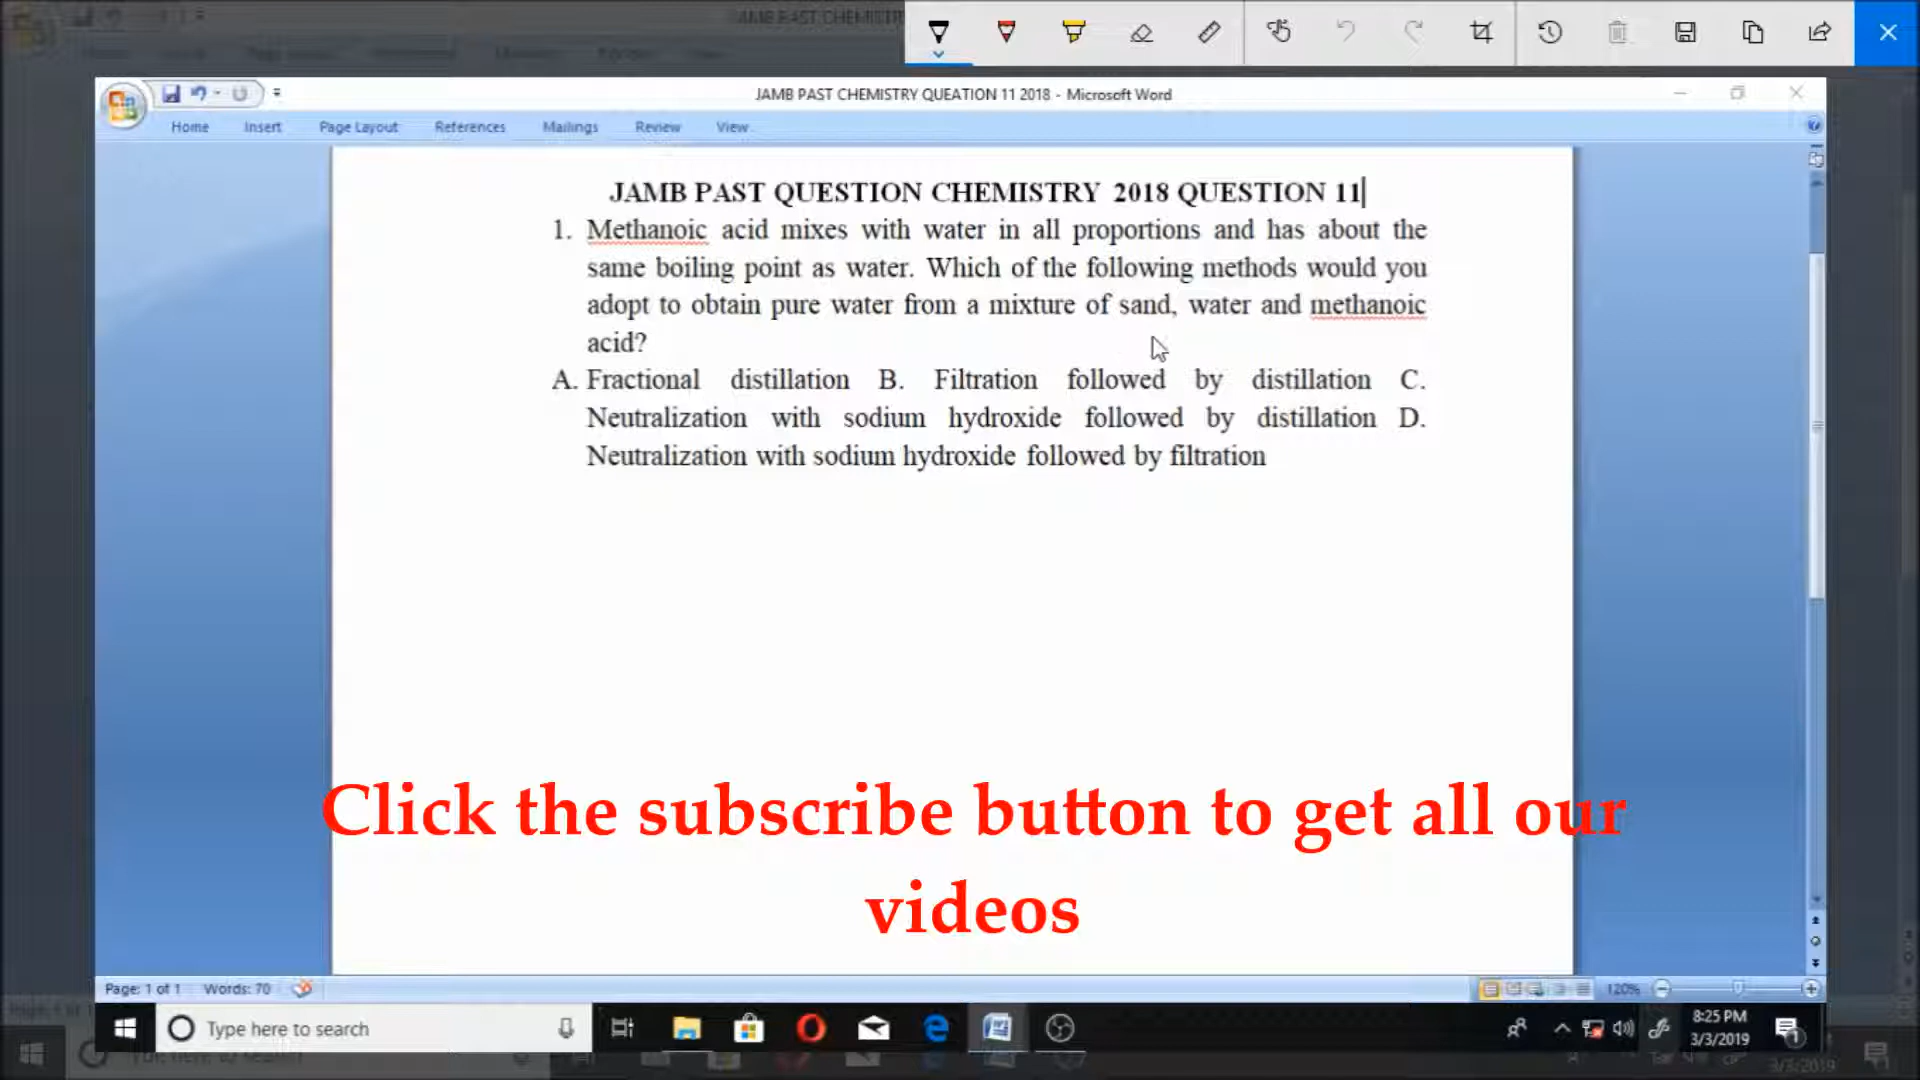 JAMB PAST CHEMISTRY QUEATION 11 2018 - Microsoft Word
Home Insert Page Layout References Mailings Review View
JAMB PAST QUESTION CHEMISTRY 2018 QUESTION 11
1. Methanoic acid mixes with water in all proportions and has about the
same boiling point as water. Which of the following methods would you
adopt to obtain pure water from a mixture of sand, water and methanoic
acid?
A. Fractional distillation B. Filtration followed by distillation C.
Neutralization with sodium hydroxide followed by distillation D.
Neutralization with sodium hydroxide followed by filtration
Click the subscribe button to get all our
videos
Page: 1 of 1 Words: 70 120%
Type here to search
8:25 PM
3/3/2019
1